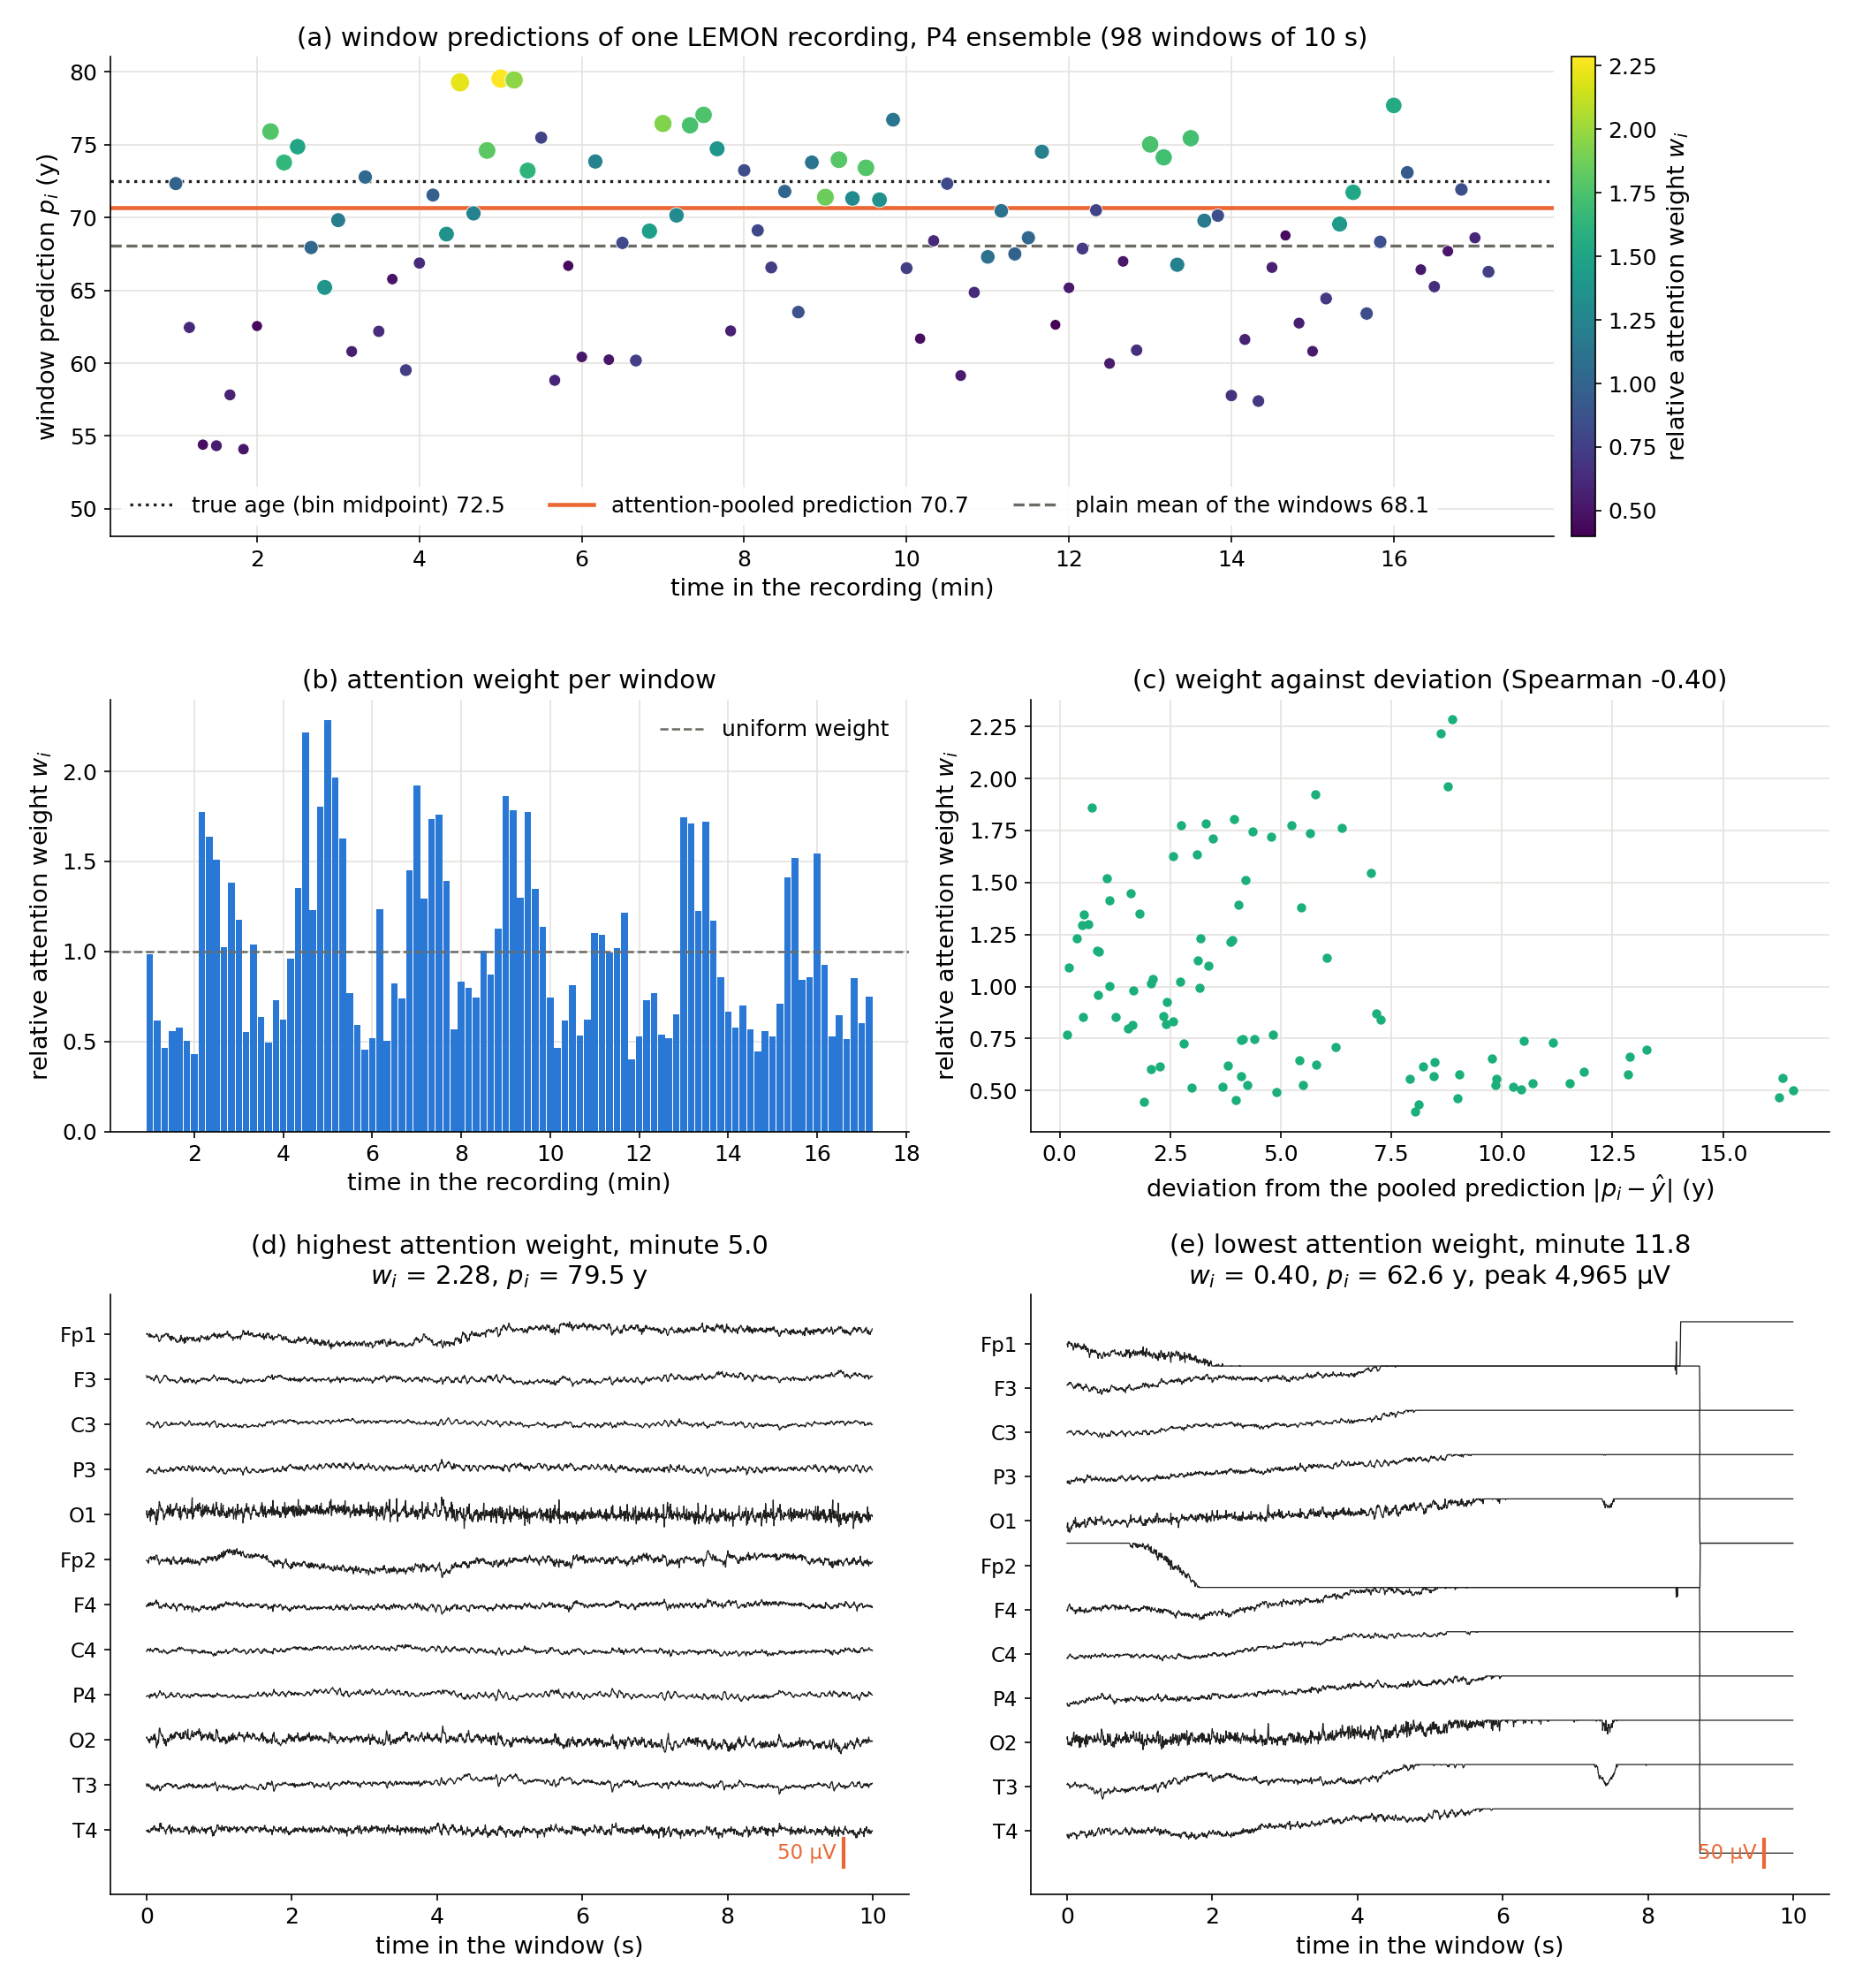 (a) window predictions of one LEMON recording, P4 ensemble (98 windows of 10 s)
window prediction p_i (y)
80
75
70
65
60
55
50
true age (bin midpoint) 72.5
attention-pooled prediction 70.7
plain mean of the windows 68.1
2 4 6 8 10 12 14 16
time in the recording (min)
2.25
2.00
1.75
1.50
1.25
1.00
0.75
0.50
relative attention weight w_i
(b) attention weight per window
relative attention weight w_i
uniform weight
2.0
1.5
1.0
0.5
0.0
2 4 6 8 10 12 14 16 18
time in the recording (min)
(c) weight against deviation (Spearman -0.40)
relative attention weight w_i
2.25
2.00
1.75
1.50
1.25
1.00
0.75
0.50
0.0 2.5 5.0 7.5 10.0 12.5 15.0
deviation from the pooled prediction |p_i − ŷ| (y)
(d) highest attention weight, minute 5.0
w_i = 2.28, p_i = 79.5 y
Fp1
F3
C3
P3
O1
Fp2
F4
C4
P4
O2
T3
T4
50 µV
0 2 4 6 8 10
time in the window (s)
(e) lowest attention weight, minute 11.8
w_i = 0.40, p_i = 62.6 y, peak 4,965 µV
Fp1
F3
C3
P3
O1
Fp2
F4
C4
P4
O2
T3
T4
50 µV
0 2 4 6 8 10
time in the window (s)